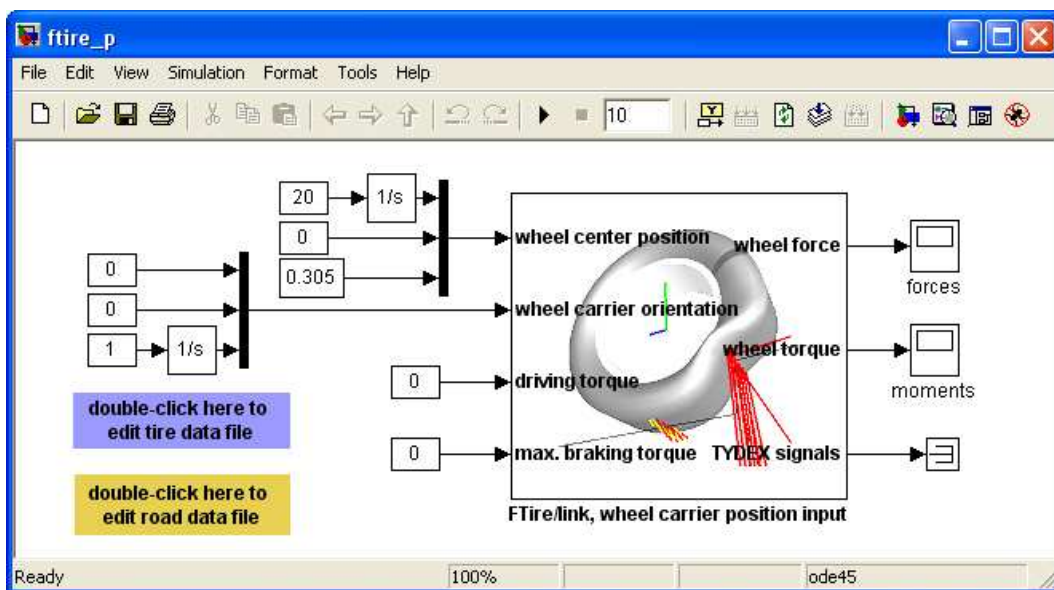 ftire_p
File Edit View Simulation Format Tools Help
10
20
1/s
0
0.305
0
0
1
1/s
0
0
wheel center position
wheel carrier orientation
driving torque
max. braking torque
wheel force
wheel torque
TYDEX signals
forces
moments
double-click here to
edit tire data file
double-click here to
edit road data file
FTire/link, wheel carrier position input
Ready 100% ode45